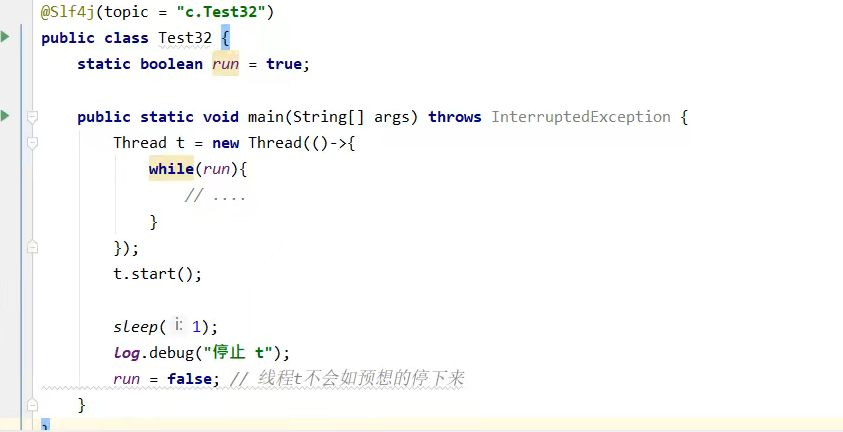 @Slf4j(topic = "c.Test32")
public class Test32 {
    static boolean run = true;
    public static void main(String[] args) throws InterruptedException {
        Thread t = new Thread(()->{
            while(run){
                // ....
            }
        });
        t.start();
        sleep( i: 1);
        log.debug("停止 t");
        run = false; // 线程t不会如预想的停下来
    }
}